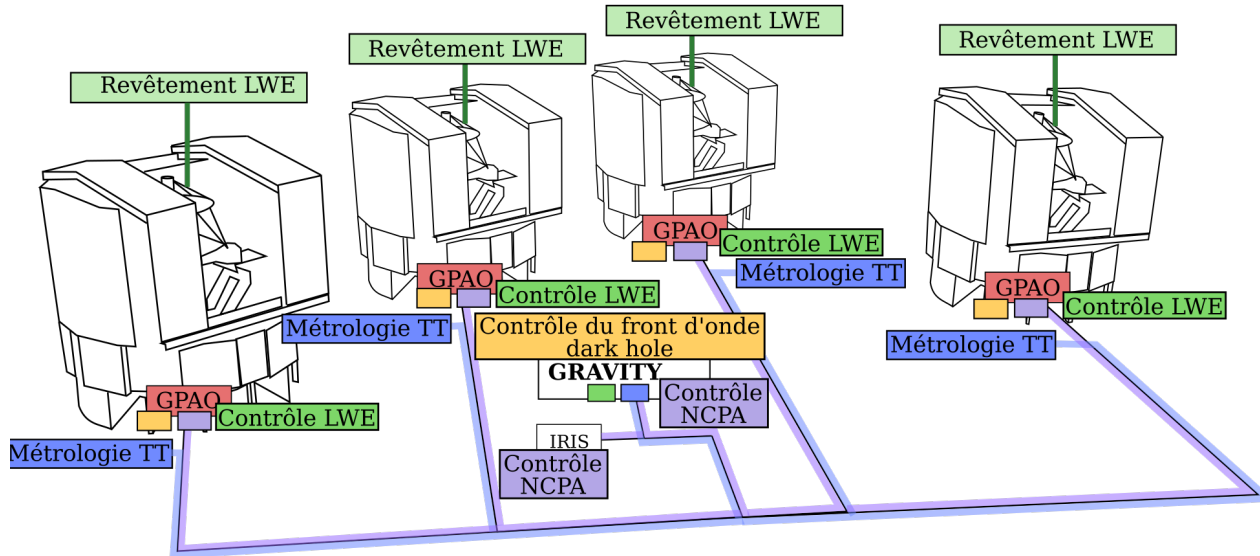 Revêtement LWE
Revêtement LWE
Revêtement LWE
Revêtement LWE
GPAO
Contrôle LWE
Métrologie TT
GPAO
Contrôle LWE
Métrologie TT
GPAO
Contrôle LWE
Métrologie TT
Contrôle du front d'onde
dark hole
GRAVITY
Contrôle
NCPA
GPAO
Contrôle LWE
Métrologie TT
IRIS
Contrôle
NCPA